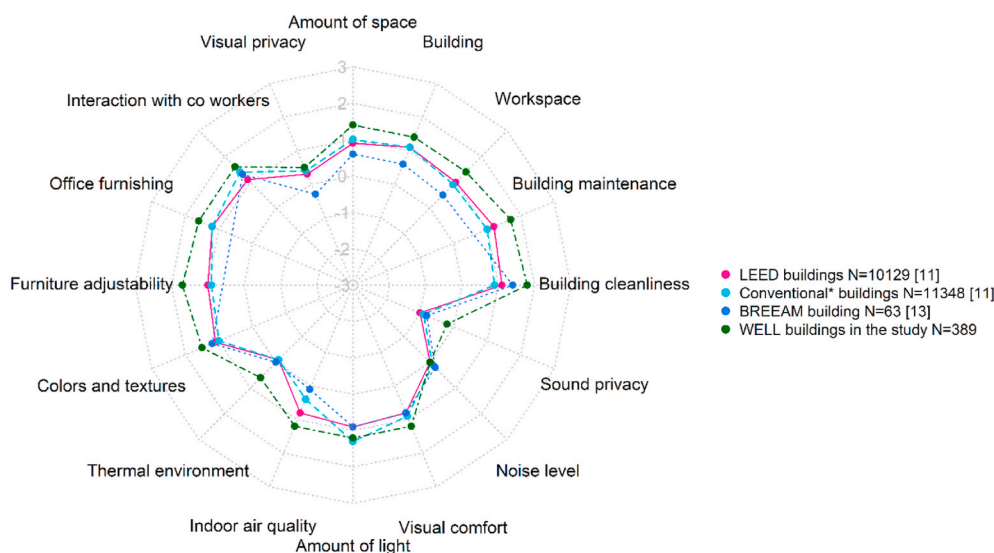 Amount of space
Visual privacy
Building
Interaction with co workers
Workspace
Office furnishing
Building maintenance
Furniture adjustability
Building cleanliness
Colors and textures
Sound privacy
Thermal environment
Noise level
Indoor air quality
Visual comfort
Amount of light
3
2
1
0
-1
-2
-3
LEED buildings N=10129 [11]
Conventional* buildings N=11348 [11]
BREEAM building N=63 [13]
WELL buildings in the study N=389